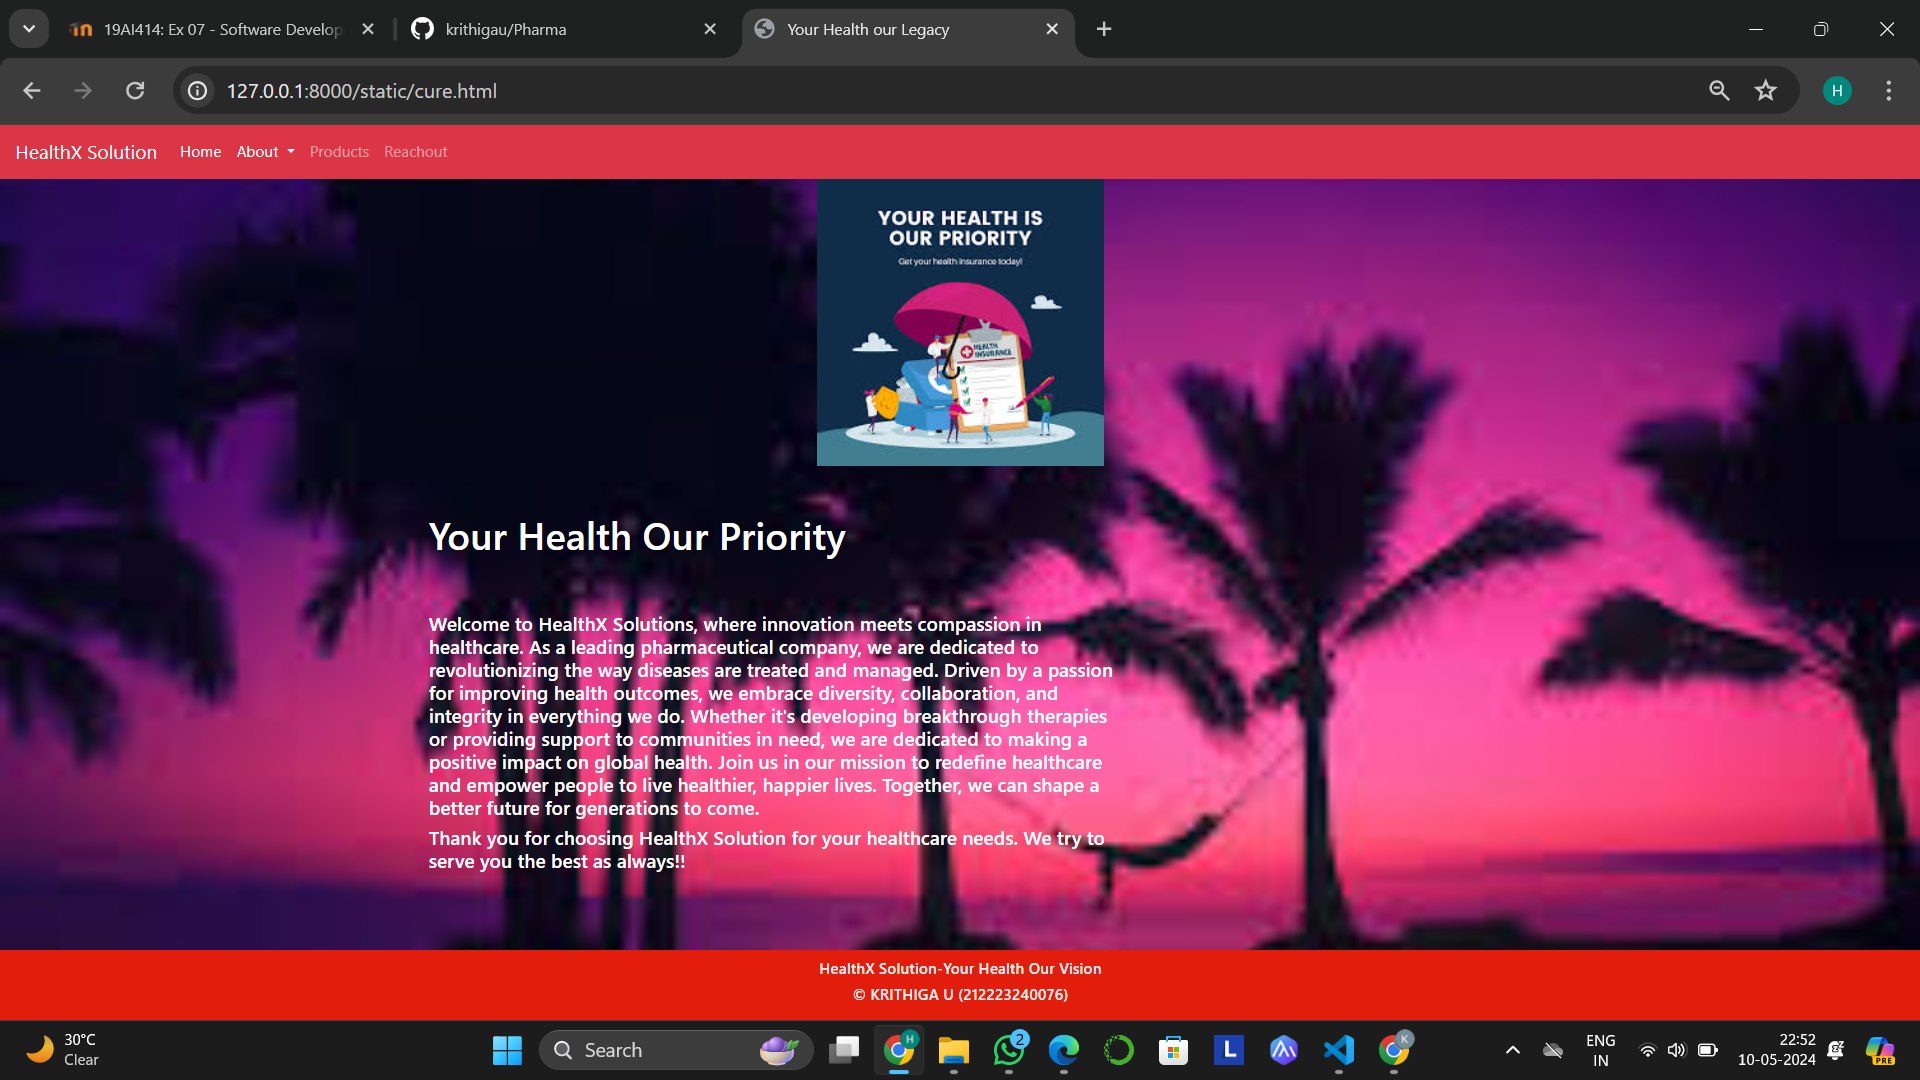 19AI414: Ex 07 - Software Develop
krithigau/Pharma
Your Health our Legacy
127.0.0.1:8000/static/cure.html
H
HealthX Solution
Home
About
Products
Reachout
YOUR HEALTH IS
OUR PRIORITY
Get your health insurance today!
HEALTH
INSURANCE
Your Health Our Priority
Welcome to HealthX Solutions, where innovation meets compassion in
healthcare. As a leading pharmaceutical company, we are dedicated to
revolutionizing the way diseases are treated and managed. Driven by a passion
for improving health outcomes, we embrace diversity, collaboration, and
integrity in everything we do. Whether it's developing breakthrough therapies
or providing support to communities in need, we are dedicated to making a
positive impact on global health. Join us in our mission to redefine healthcare
and empower people to live healthier, happier lives. Together, we can shape a
better future for generations to come.
Thank you for choosing HealthX Solution for your healthcare needs. We try to
serve you the best as always!!
HealthX Solution-Your Health Our Vision
© KRITHIGA U (212223240076)
30°C
Clear
Search
H
2
L
K
ENG
IN
22:52
10-05-2024
PRE